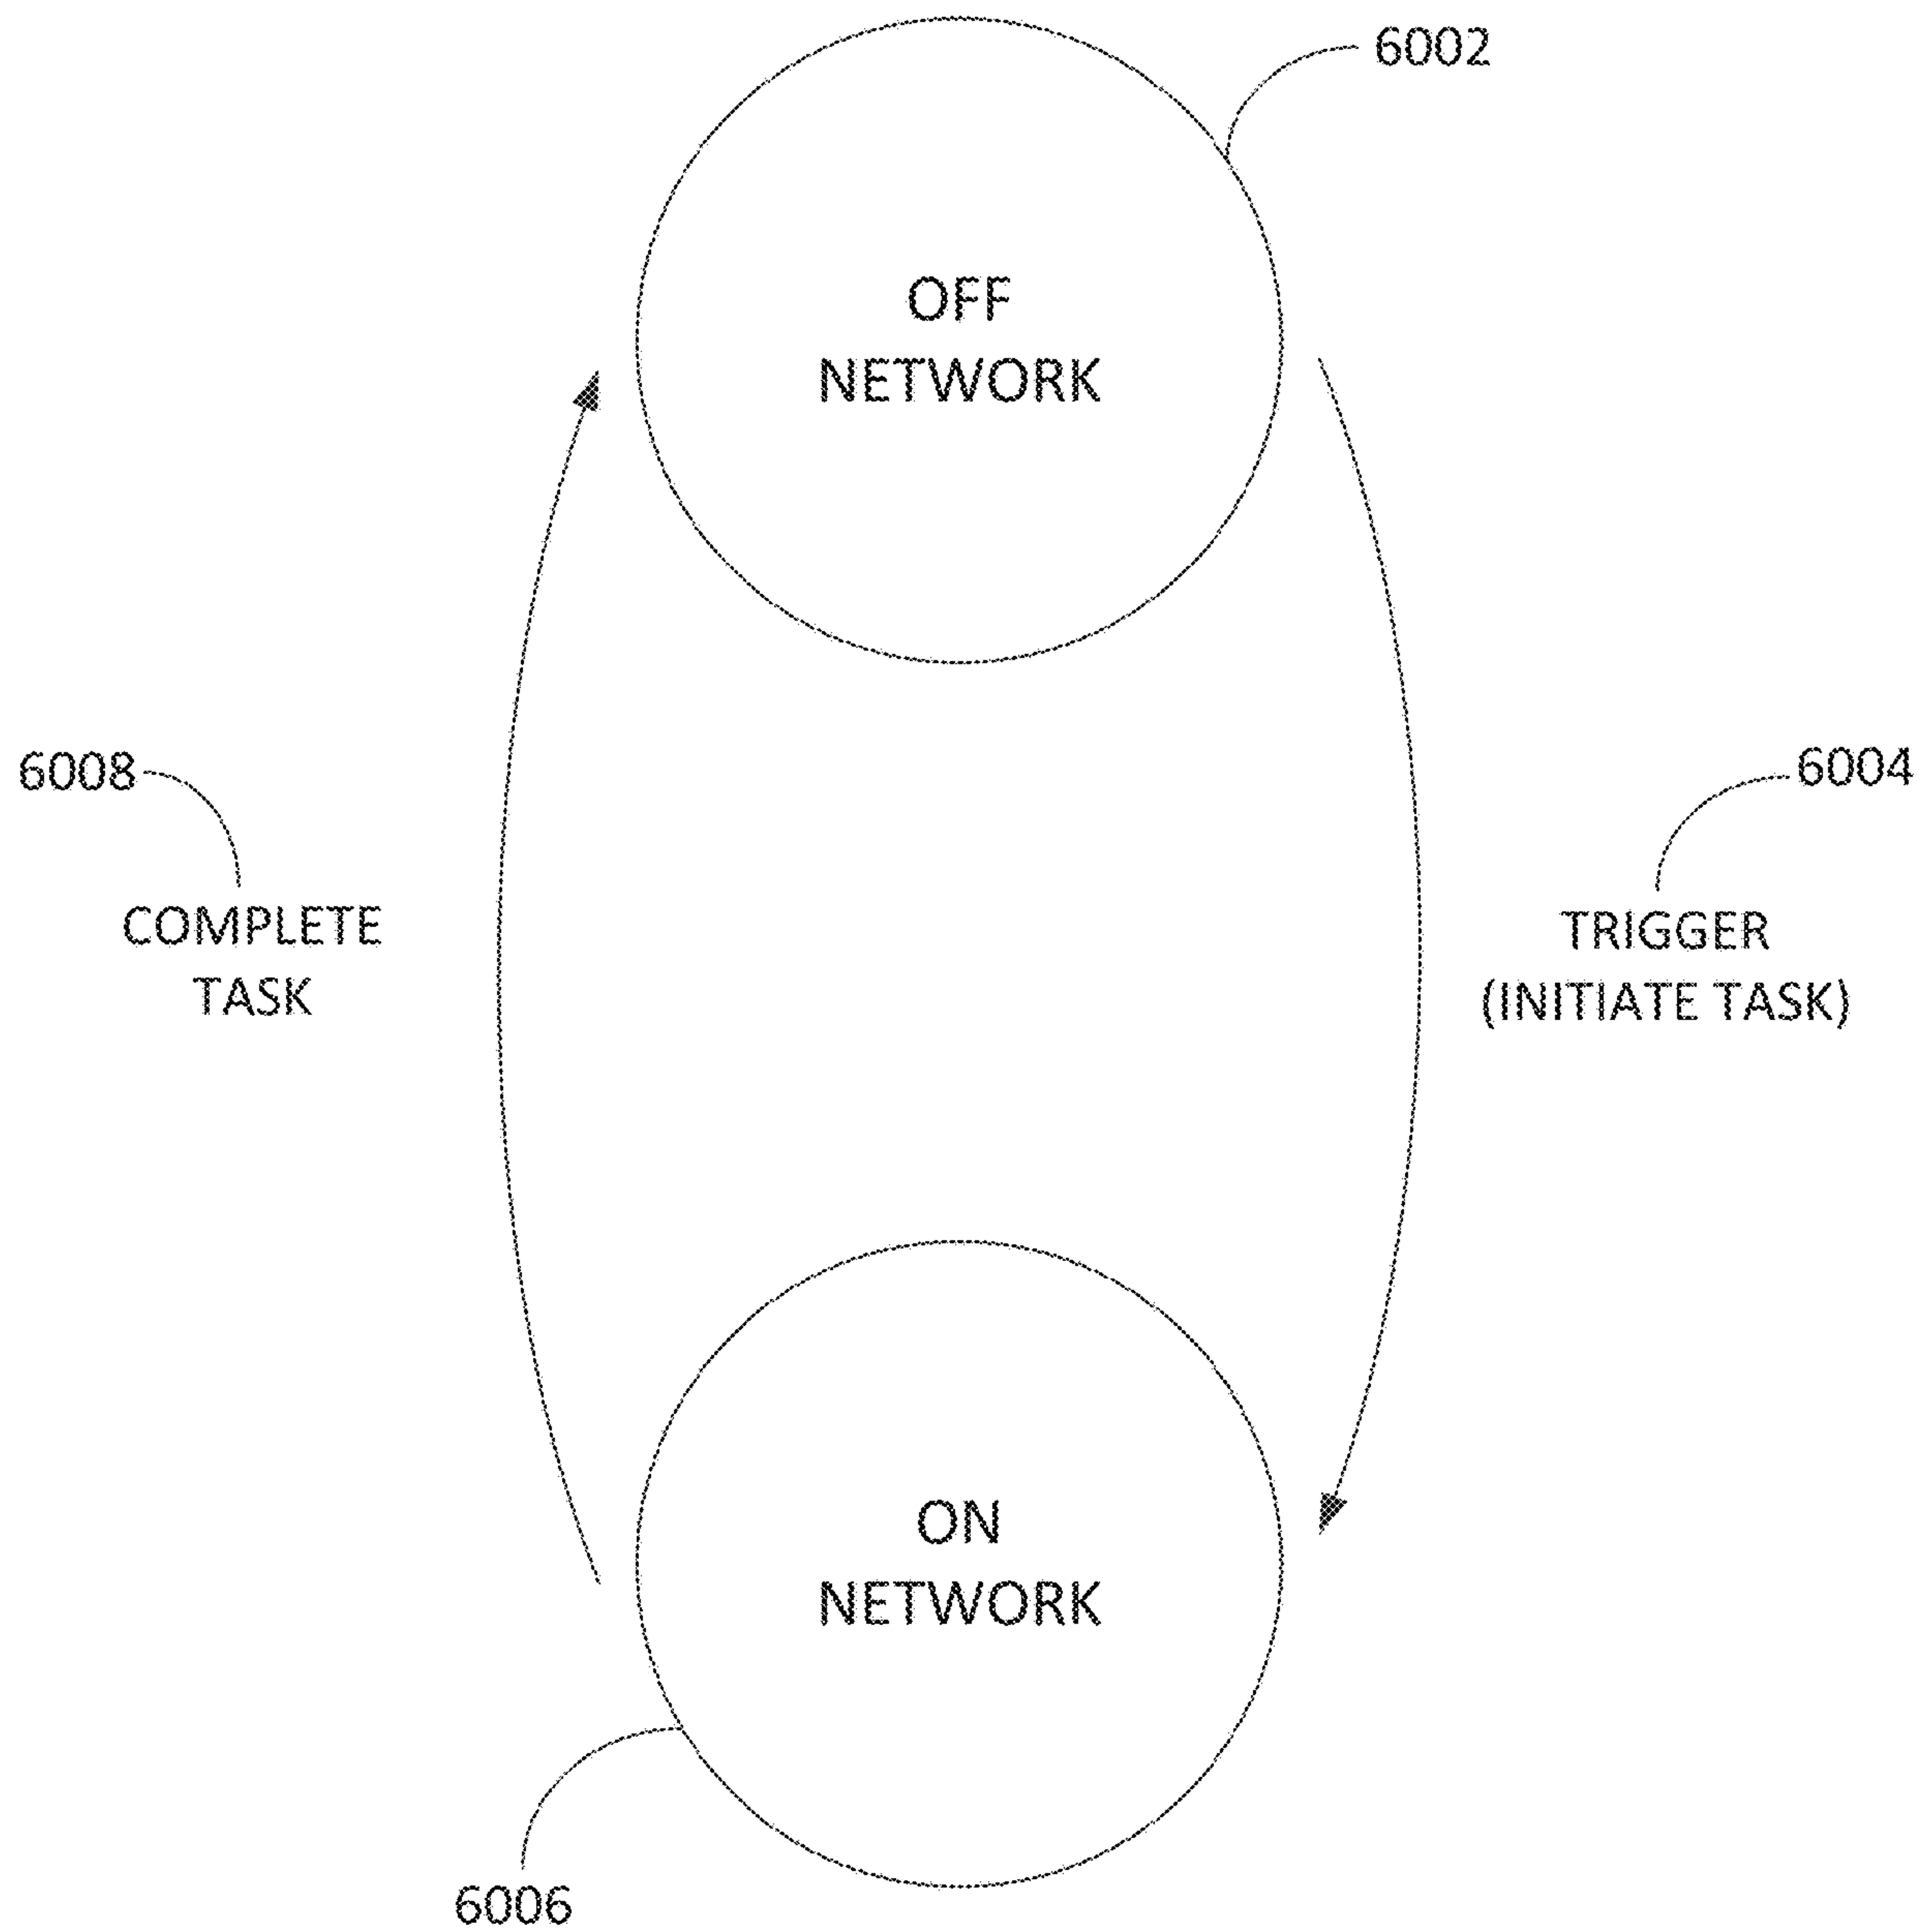 6002
OFF
NETWORK
6008
6004
COMPLETE
TASK
TRIGGER
(INITIATE TASK)
ON
NETWORK
6006